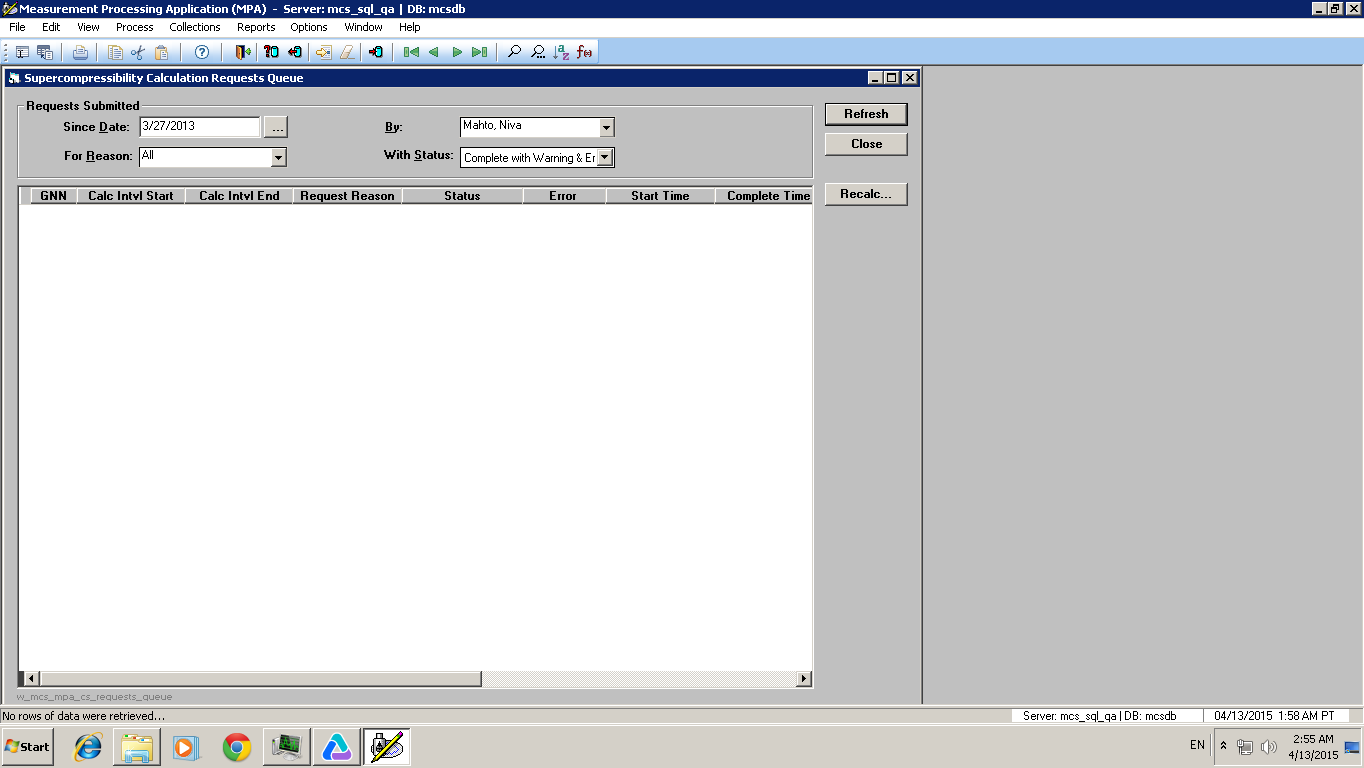 Measurement Processing Application (MPA) - Server: mcs_sql_qa | DB: mcsdb
File Edit View Process Collections Reports Options Window Help
Supercompressibility Calculation Requests Queue
Requests Submitted
Since Date: 3/27/2013 ... By: Mahto, Niva
For Reason: All With Status: Complete with Warning & Er
Refresh
Close
Recalc...
GNN Calc Intvl Start Calc Intvl End Request Reason Status Error Start Time Complete Time
w_mcs_mpa_cs_requests_queue
No rows of data were retrieved... Server: mcs_sql_qa | DB: mcsdb 04/13/2015 1:58 AM PT
Start EN 2:55 AM
4/13/2015